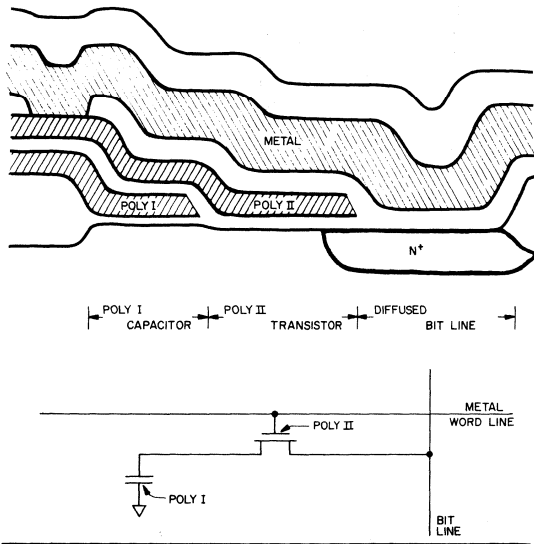 METAL
POLY I
POLY II
N+
POLY I
CAPACITOR
POLY II
TRANSISTOR
DIFFUSED
BIT LINE
METAL
WORD LINE
POLY II
POLY I
BIT
LINE